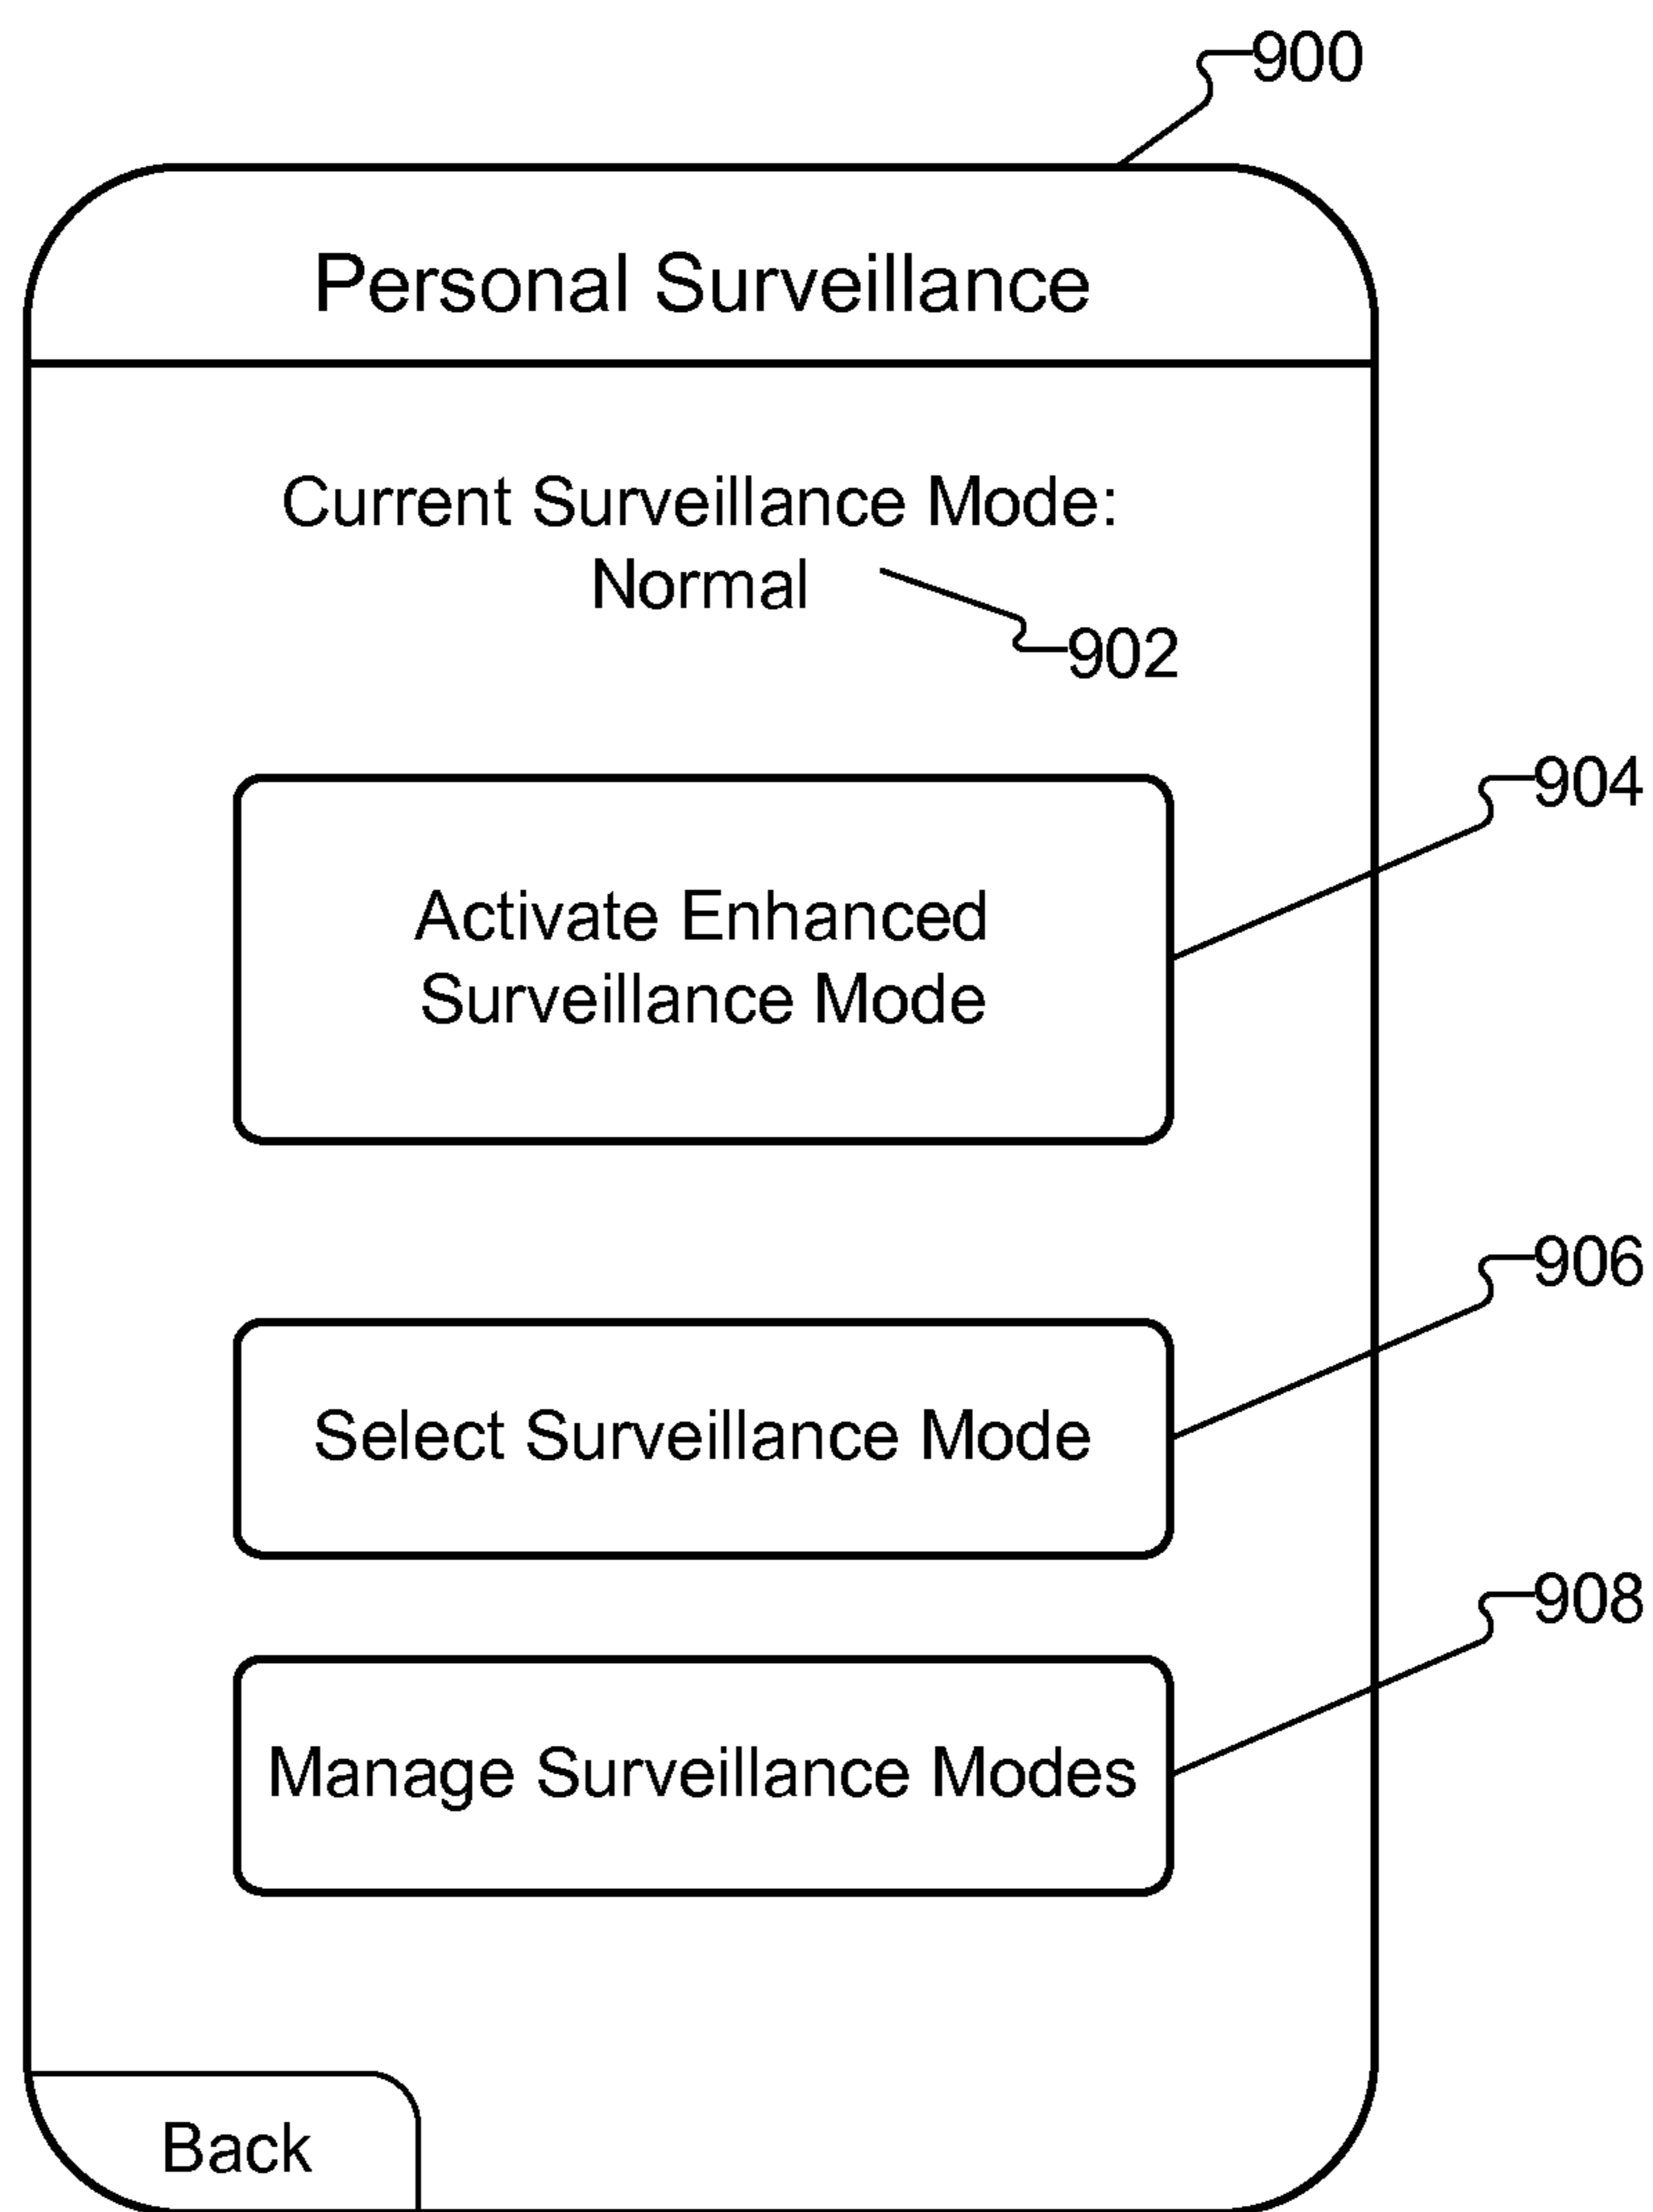 900
Personal Surveillance
Current Surveillance Mode:
Normal
902
904
Activate Enhanced
Surveillance Mode
906
Select Surveillance Mode
908
Manage Surveillance Modes
Back